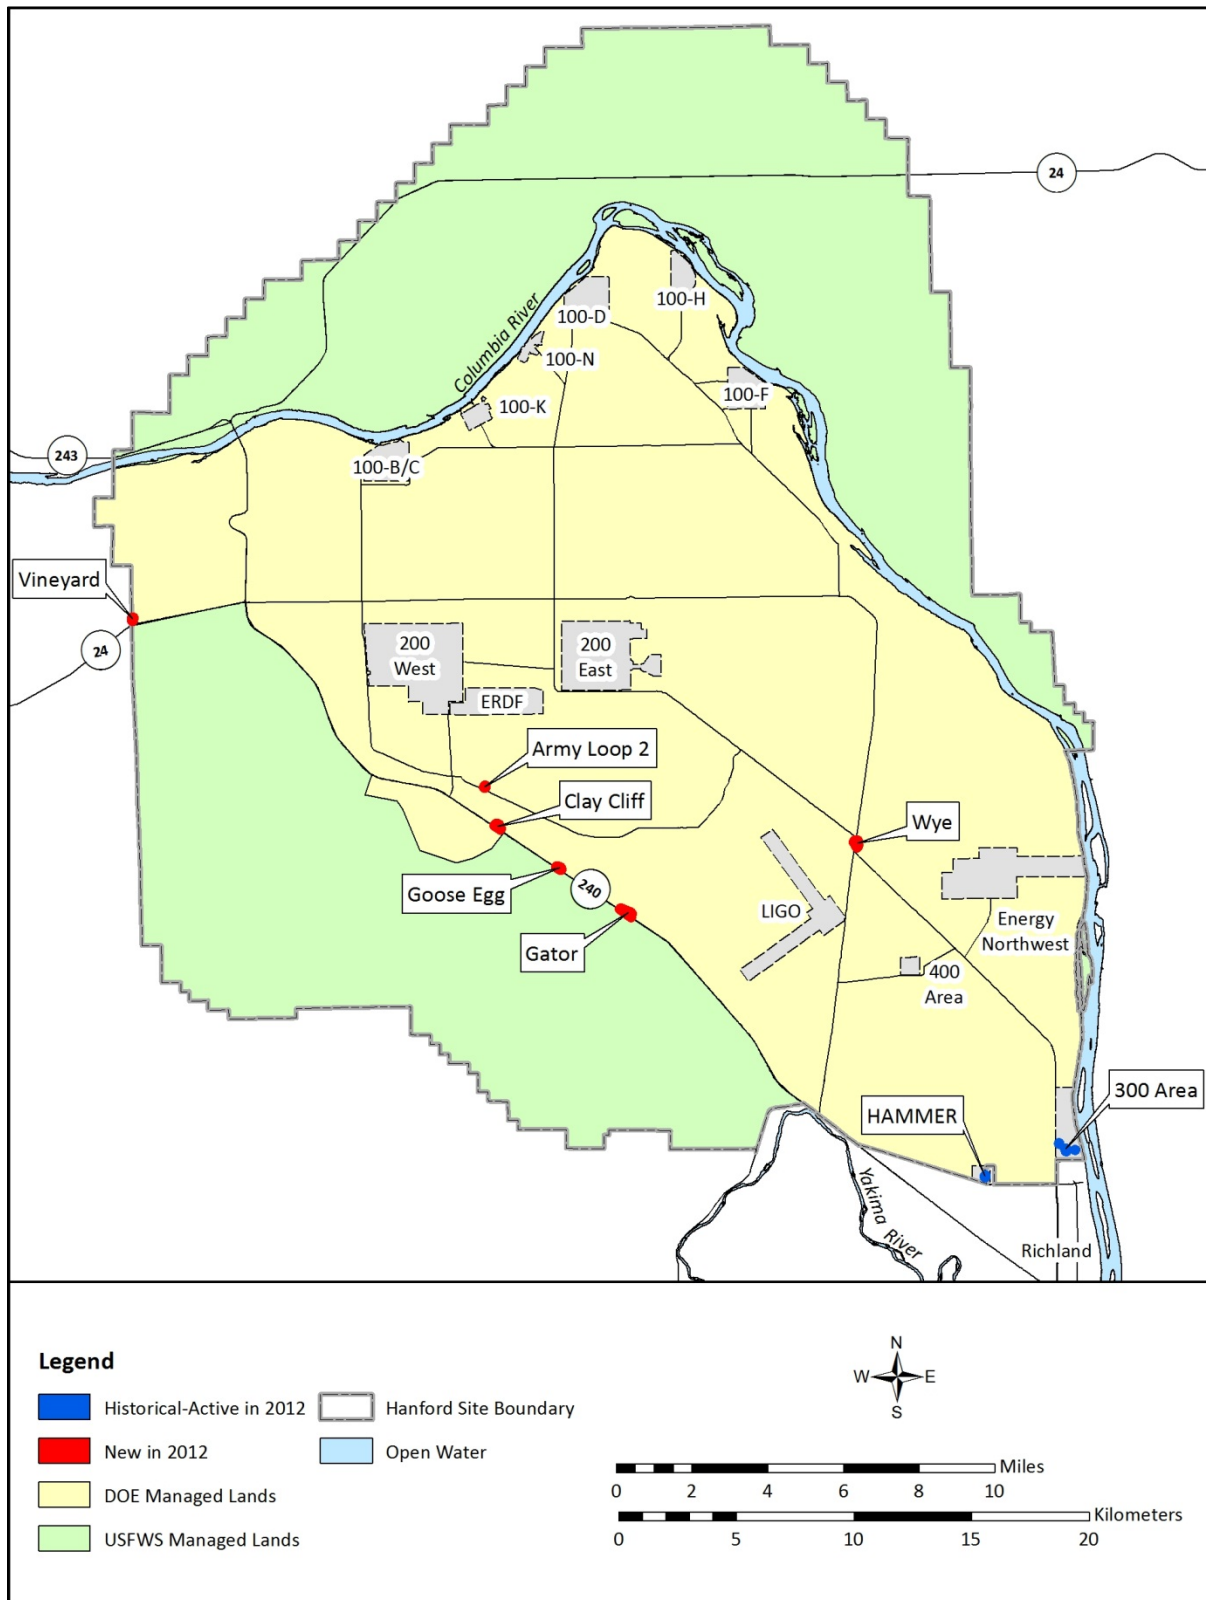 24
Columbia River
100-H
100-D
100-N
100-F
100-K
243
100-B/C
Vineyard
24
200
West
200
East
ERDF
Army Loop 2
Clay Cliff
Wye
Goose Egg
240
LIGO
Gator
Energy
Northwest
400
Area
300 Area
HAMMER
Yakima
River
Richland
Legend
Historical-Active in 2012
Hanford Site Boundary
New in 2012
Open Water
DOE Managed Lands
USFWS Managed Lands
N
W E
S
Miles
0 2 4 6 8 10
Kilometers
0 5 10 15 20